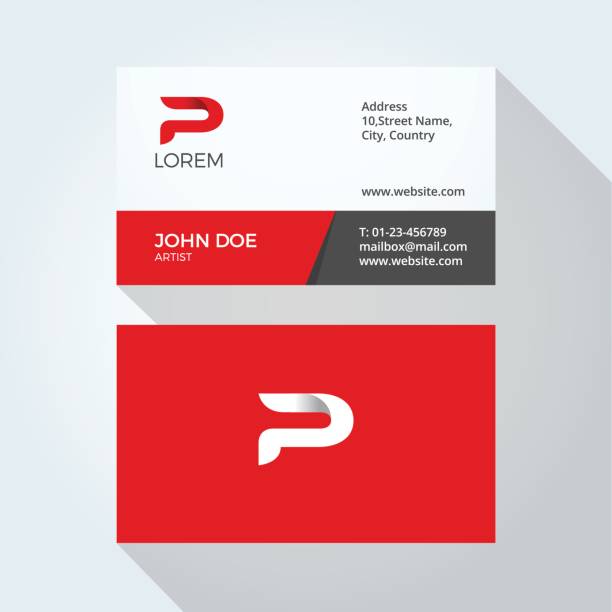 P
LOREM
Address
10,Street Name,
City, Country
www.website.com
JOHN DOE
ARTIST
T: 01-23-456789
mailbox@mail.com
www.website.com
P